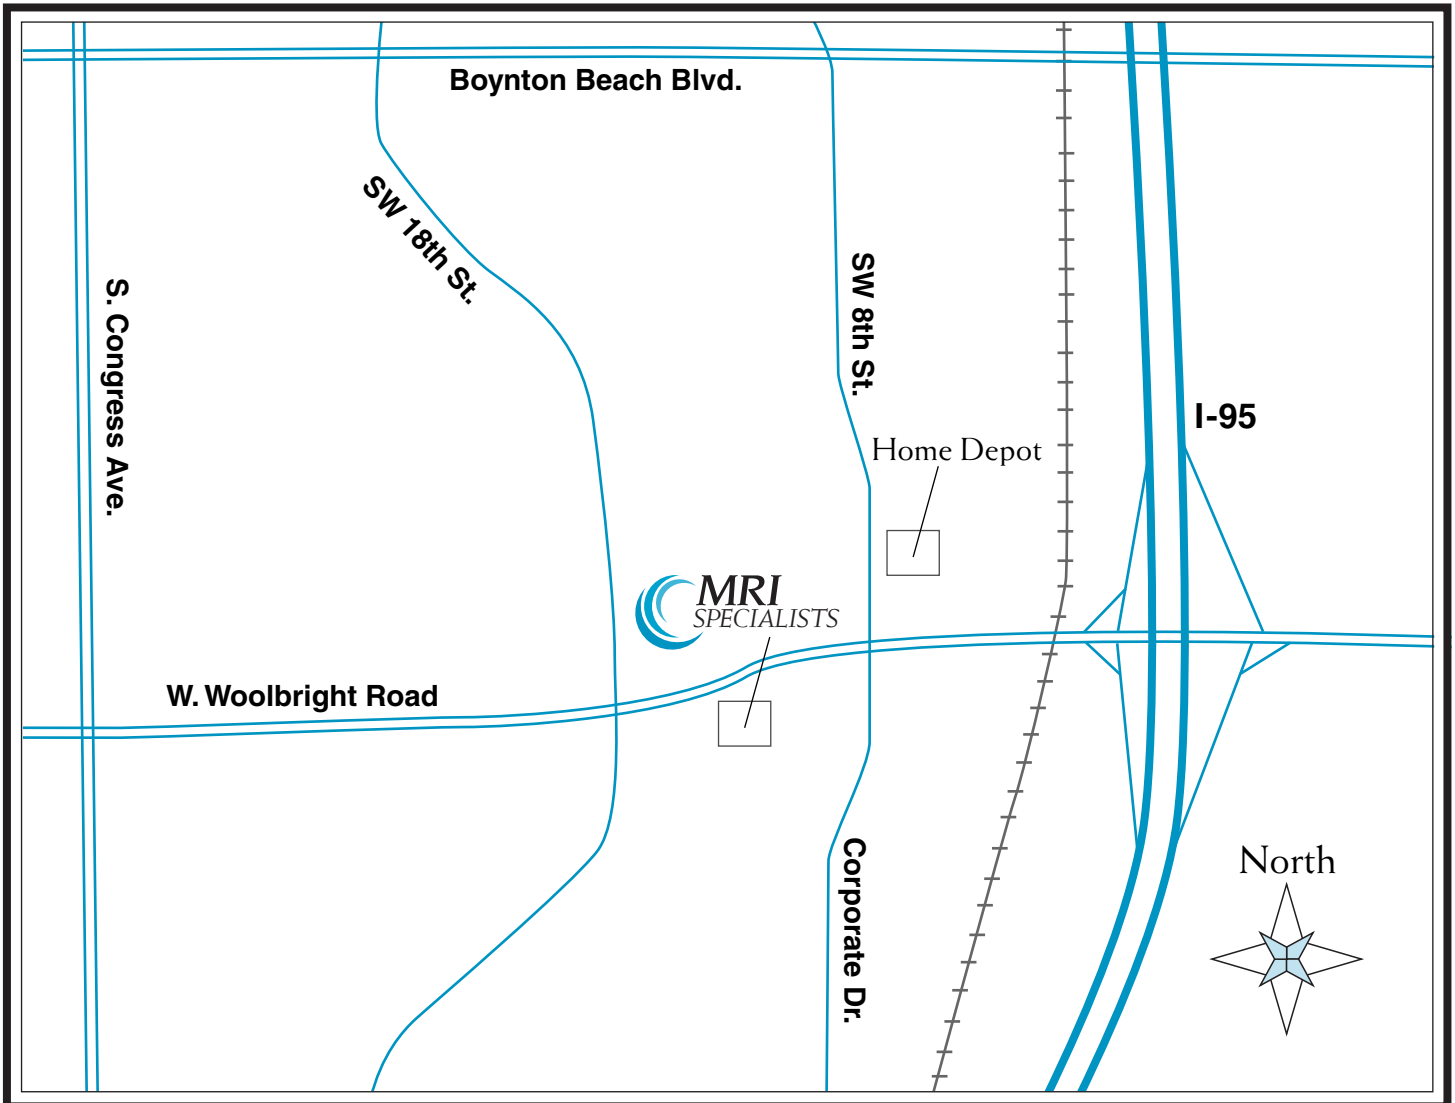 Boynton Beach Blvd.
SW 18th St.
S. Congress Ave.
SW 8th St.
I-95
Home Depot
MRI
SPECIALISTS
W. Woolbright Road
Corporate Dr.
North